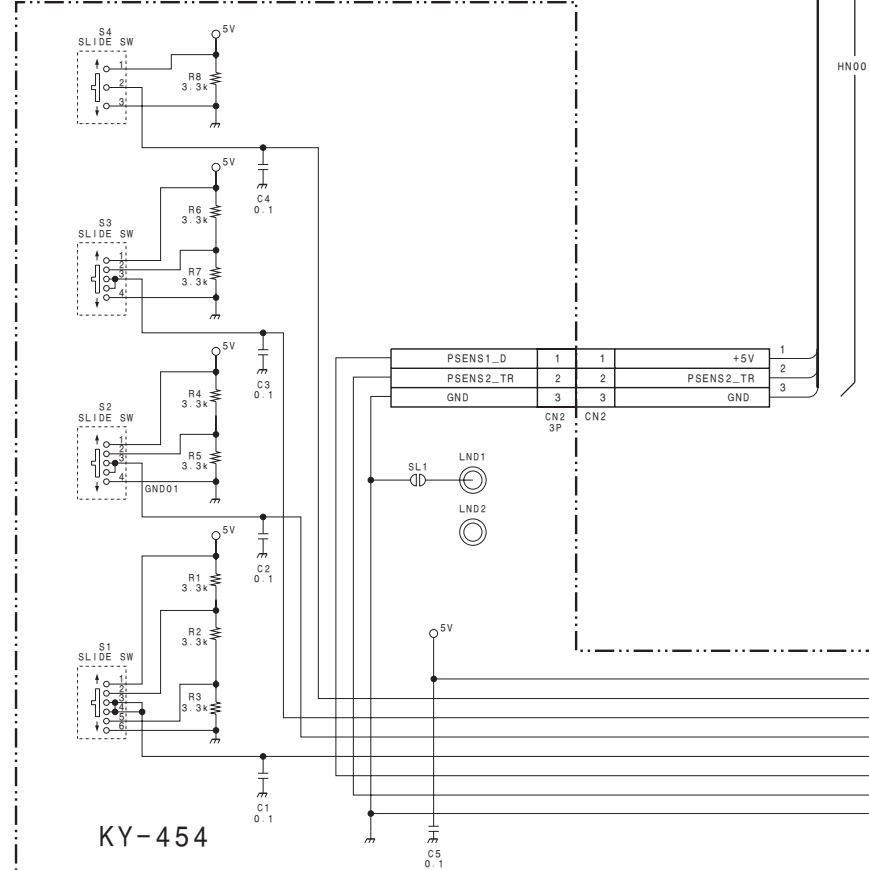 S4
SLIDE SW
1
2
3
5V
R8
3.3k
C4
0.1
HN00
S3
SLIDE SW
1
2
3
4
5V
R6
3.3k
R7
3.3k
C3
0.1
S2
SLIDE SW
1
2
3
4
GND01
5V
R4
3.3k
R5
3.3k
C2
0.1
PSENS1_D 1 1 +5V 1
PSENS2_TR 2 2 PSENS2_TR 2
GND 3 3 GND 3
CN2 CN2
3P
SL1
LND1
LND2
S1
SLIDE SW
1
2
3
4
5
6
5V
R1
3.3k
R2
3.3k
R3
3.3k
C1
0.1
5V
C5
0.1
KY-454